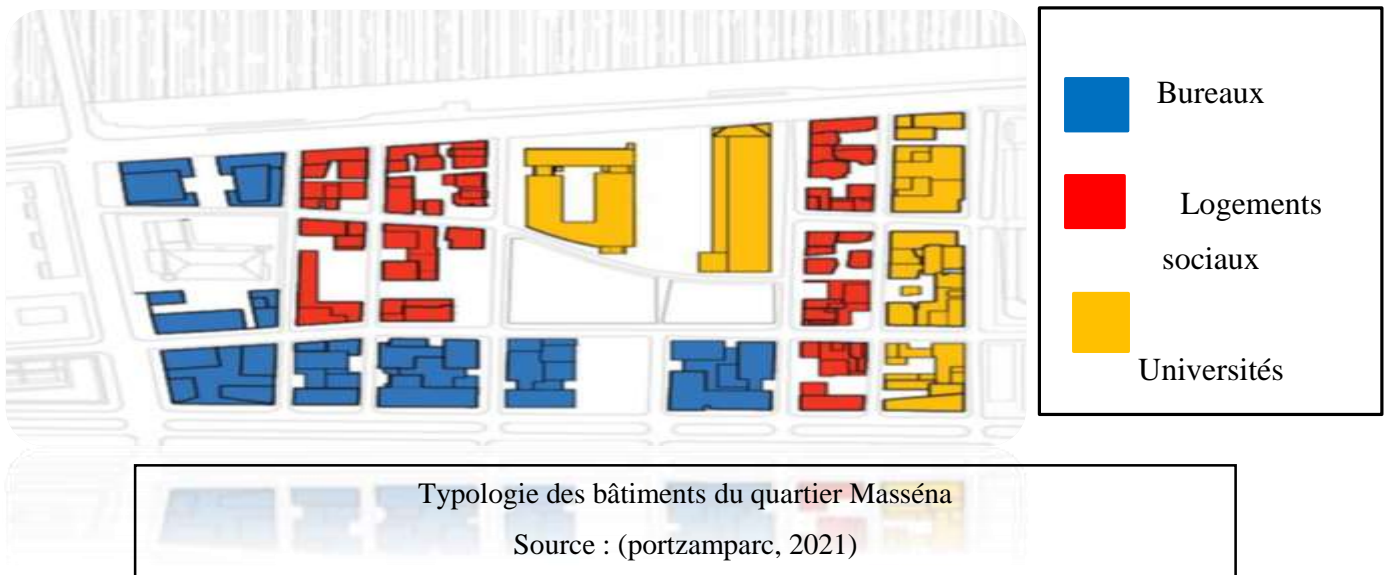 Bureaux
Logements
sociaux
Universités
Typologie des bâtiments du quartier Masséna
Source : (portzamparc, 2021)